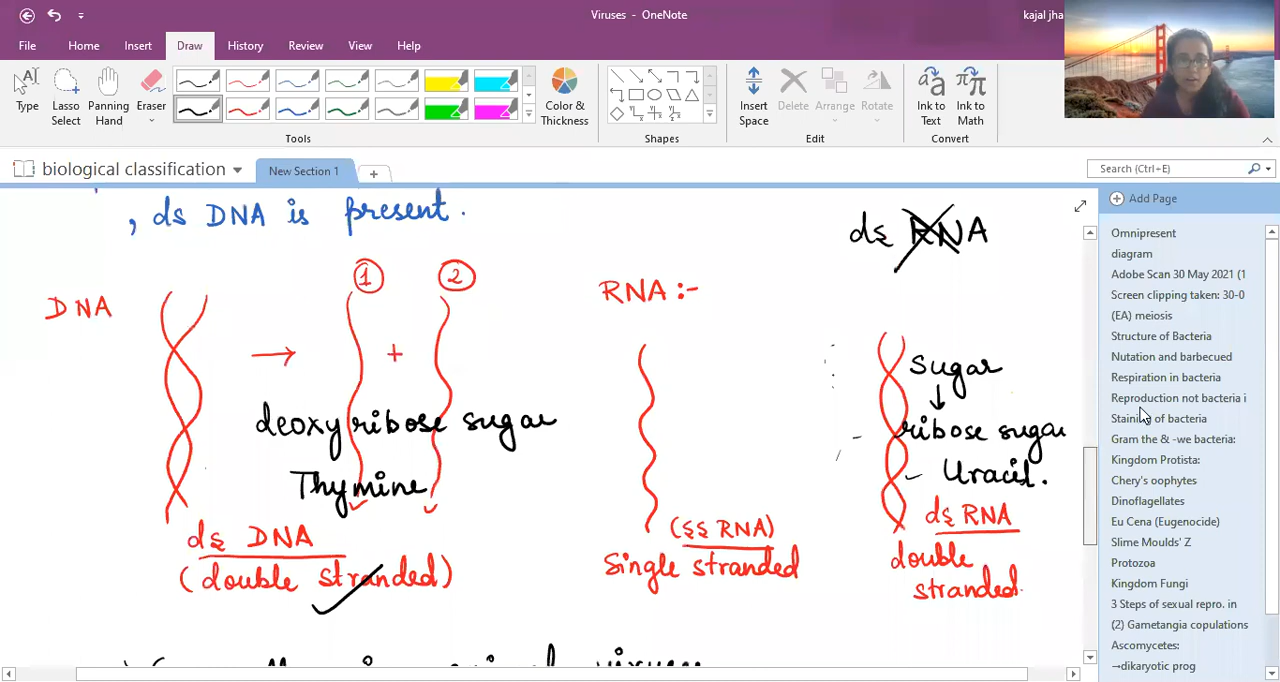 Viruses - OneNote
kajal jha
File Home Insert Draw History Review View Help
Type
Lasso Select
Panning Hand
Eraser
Color & Thickness
Insert Space
Delete
Arrange
Rotate
Ink to Text
Ink to Math
Tools
Shapes
Edit
Convert
biological classification
New Section 1
Search (Ctrl+E)
, ds DNA is present.
ds RNA
DNA
1
2
→
+
deoxy ribose sugar
Thymine
ds DNA
(double stranded)
RNA :-
(ss RNA)
Single stranded
Sugar
↓
ribose sugar
- Uracil.
ds RNA
double
stranded.
Add Page
Omnipresent
diagram
Adobe Scan 30 May 2021 (1
Screen clipping taken: 30-0
(EA) meiosis
Structure of Bacteria
Nutation and barbecued
Respiration in bacteria
Reproduction not bacteria i
Staining of bacteria
Gram the & -we bacteria:
Kingdom Protista:
Chery's oophytes
Dinoflagellates
Eu Cena (Eugenocide)
Slime Moulds' Z
Protozoa
Kingdom Fungi
3 Steps of sexual repro. in
(2) Gametangia copulations
Ascomycetes:
→dikaryotic prog